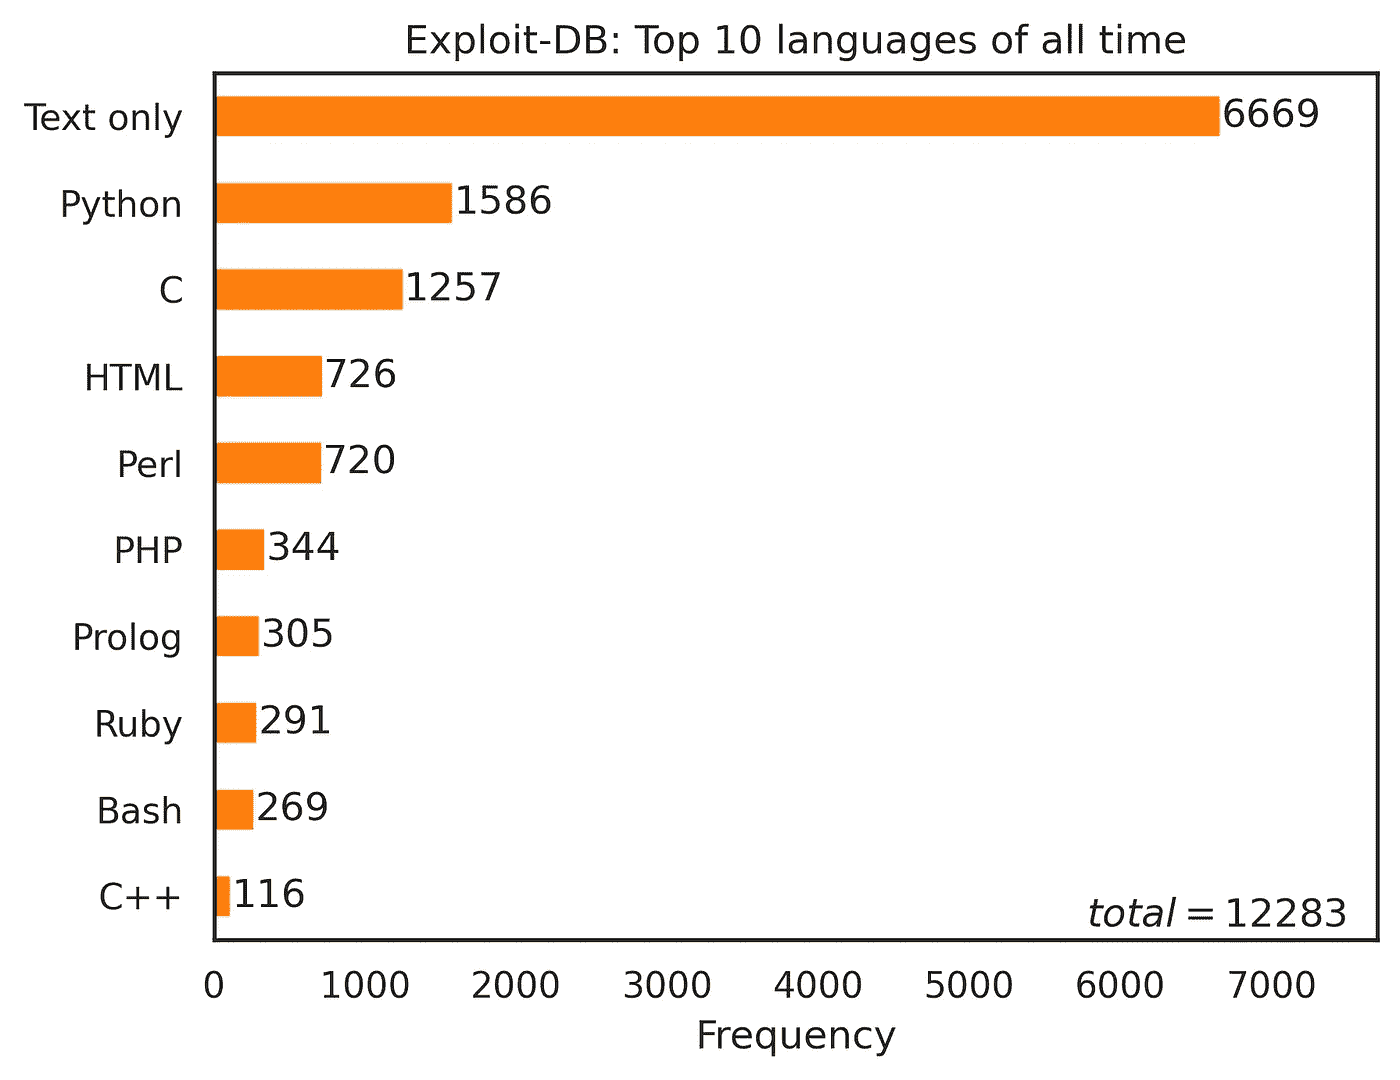 Exploit-DB: Top 10 languages of all time
Text only 6669
Python 1586
C 1257
HTML 726
Perl 720
PHP 344
Prolog 305
Ruby 291
Bash 269
C++ 116
total = 12283
0 1000 2000 3000 4000 5000 6000 7000
Frequency